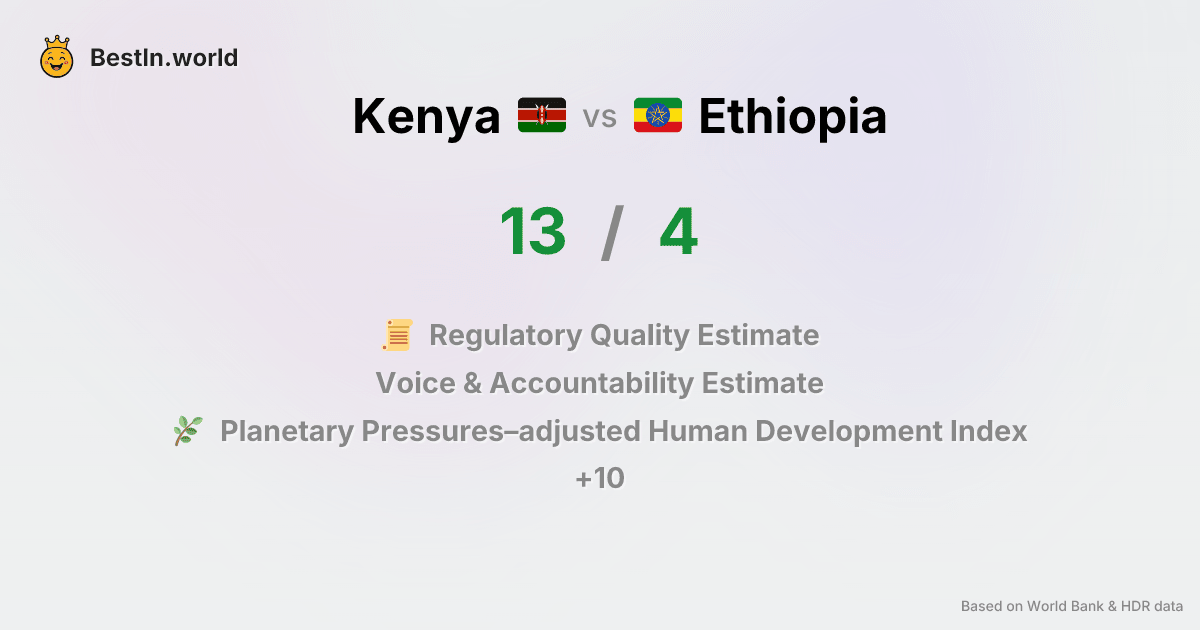 BestIn.world
Kenya vs Ethiopia
13 / 4
Regulatory Quality Estimate
Voice & Accountability Estimate
Planetary Pressures–adjusted Human Development Index
+10
Based on World Bank & HDR data